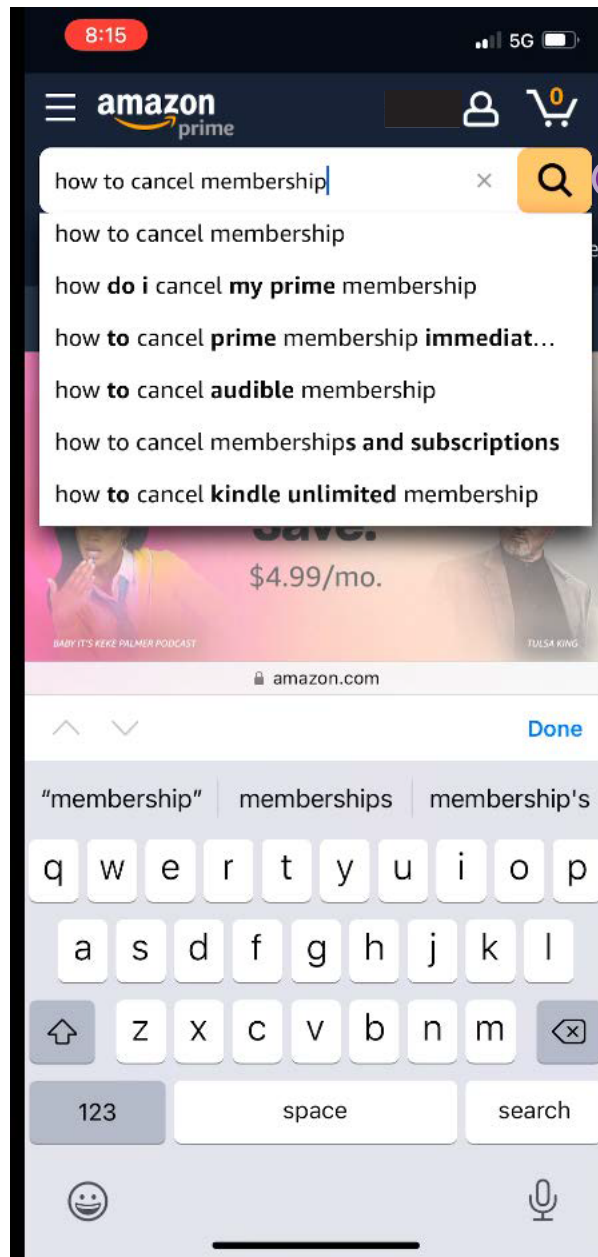 8:15
5G
amazon
prime
0
how to cancel membership
how to cancel membership
how do i cancel my prime membership
how to cancel prime membership immediat...
how to cancel audible membership
how to cancel memberships and subscriptions
how to cancel kindle unlimited membership
Save.
$4.99/mo.
BABY IT'S KEKE PALMER PODCAST
TULSA KING
amazon.com
Done
"membership" memberships membership's
q w e r t y u i o p
a s d f g h j k l
z x c v b n m
123 space search